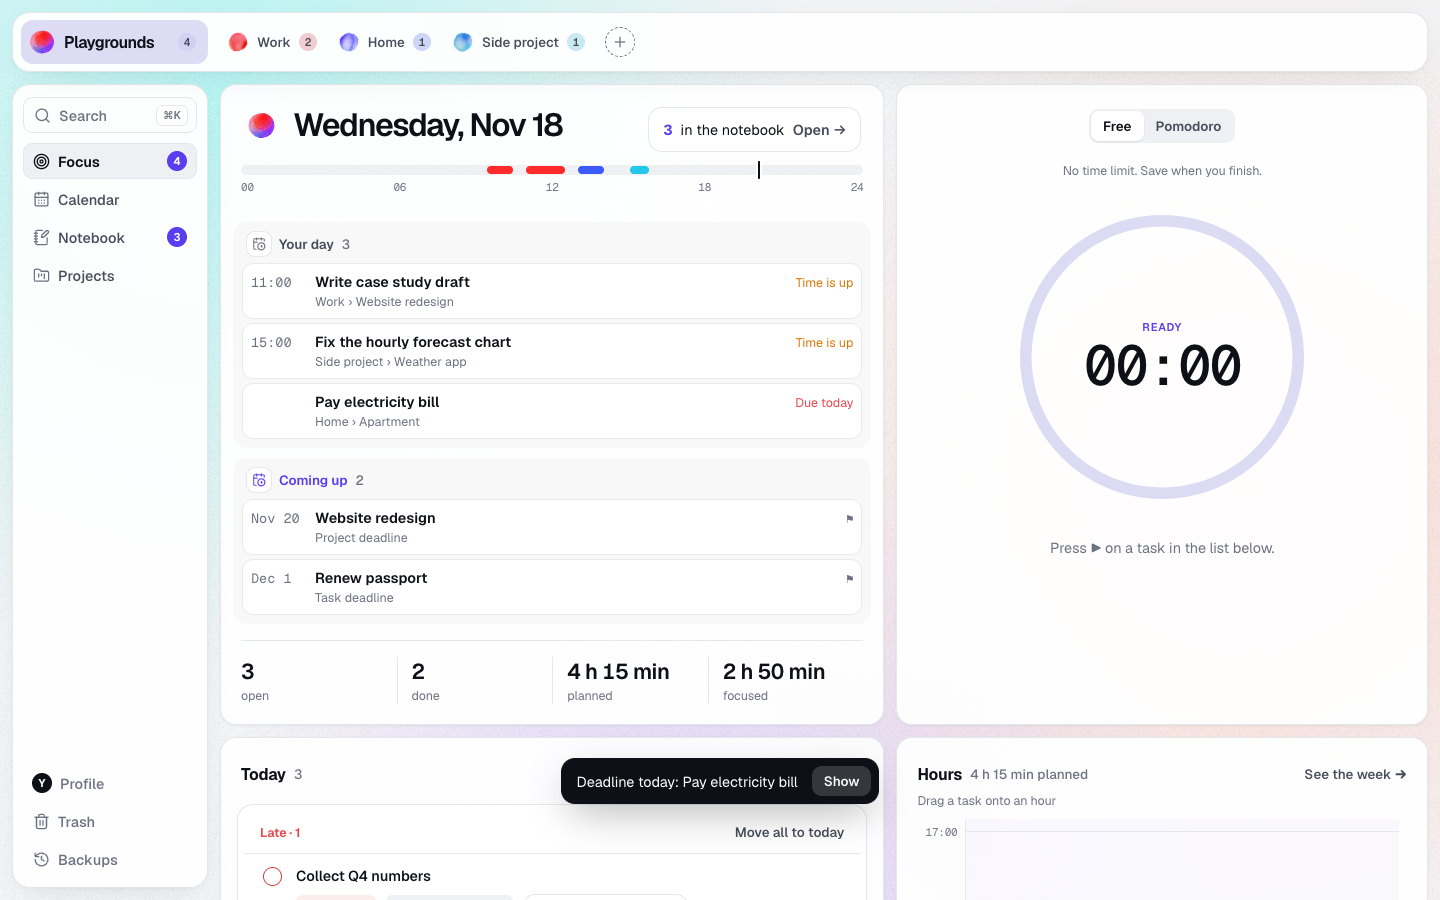 Playgrounds 4
Work 2
Home 1
Side project 1
Search ⌘K
Focus 4
Calendar
Notebook 3
Projects
Y Profile
Trash
Backups
Wednesday, Nov 18
3 in the notebook Open →
00 06 12 18 24
Your day 3
11:00 Write case study draft Time is up
Work › Website redesign
15:00 Fix the hourly forecast chart Time is up
Side project › Weather app
Pay electricity bill Due today
Home › Apartment
Coming up 2
Nov 20 Website redesign
Project deadline
Dec 1 Renew passport
Task deadline
3 2 4 h 15 min 2 h 50 min
open done planned focused
Free Pomodoro
No time limit. Save when you finish.
READY
00:00
Press ▶ on a task in the list below.
Today 3
Deadline today: Pay electricity bill Show
Late · 1 Move all to today
Collect Q4 numbers
Hours 4 h 15 min planned See the week →
Drag a task onto an hour
17:00